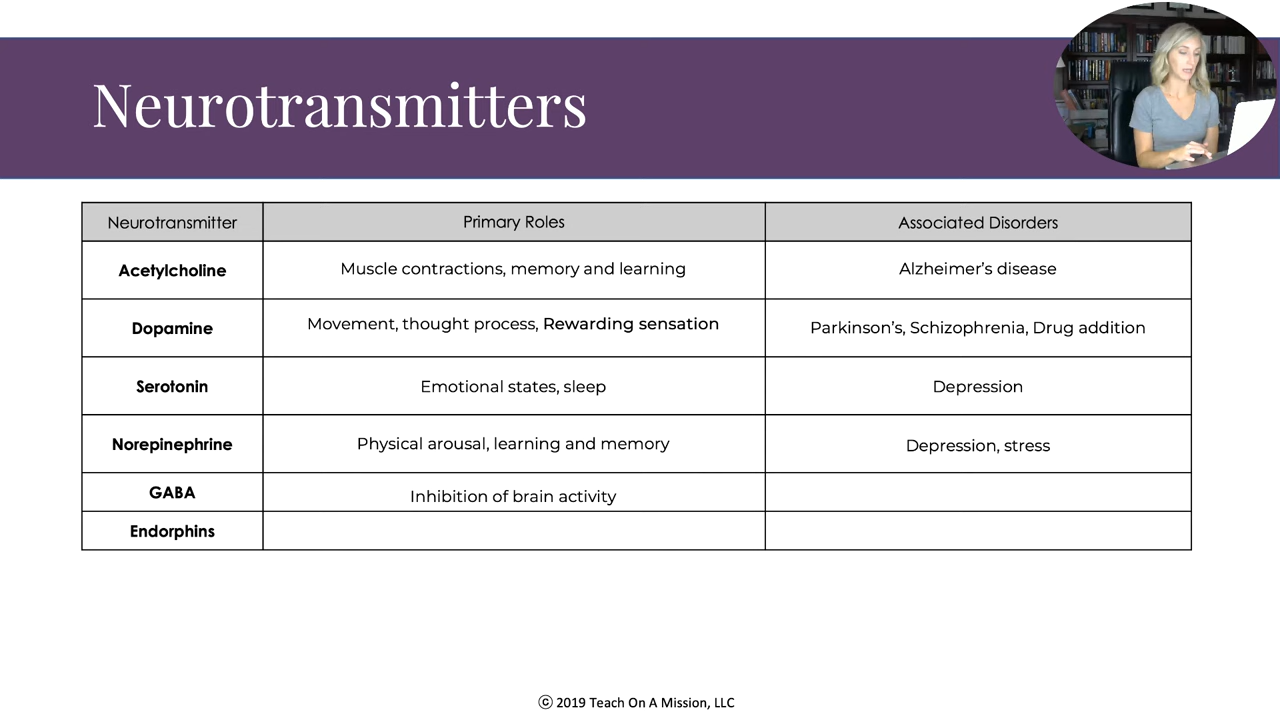 Neurotransmitters
Neurotransmitter Primary Roles Associated Disorders
Acetylcholine Muscle contractions, memory and learning Alzheimer's disease
Dopamine Movement, thought process, Rewarding sensation Parkinson's, Schizophrenia, Drug addition
Serotonin Emotional states, sleep Depression
Norepinephrine Physical arousal, learning and memory Depression, stress
GABA Inhibition of brain activity
Endorphins
© 2019 Teach On A Mission, LLC